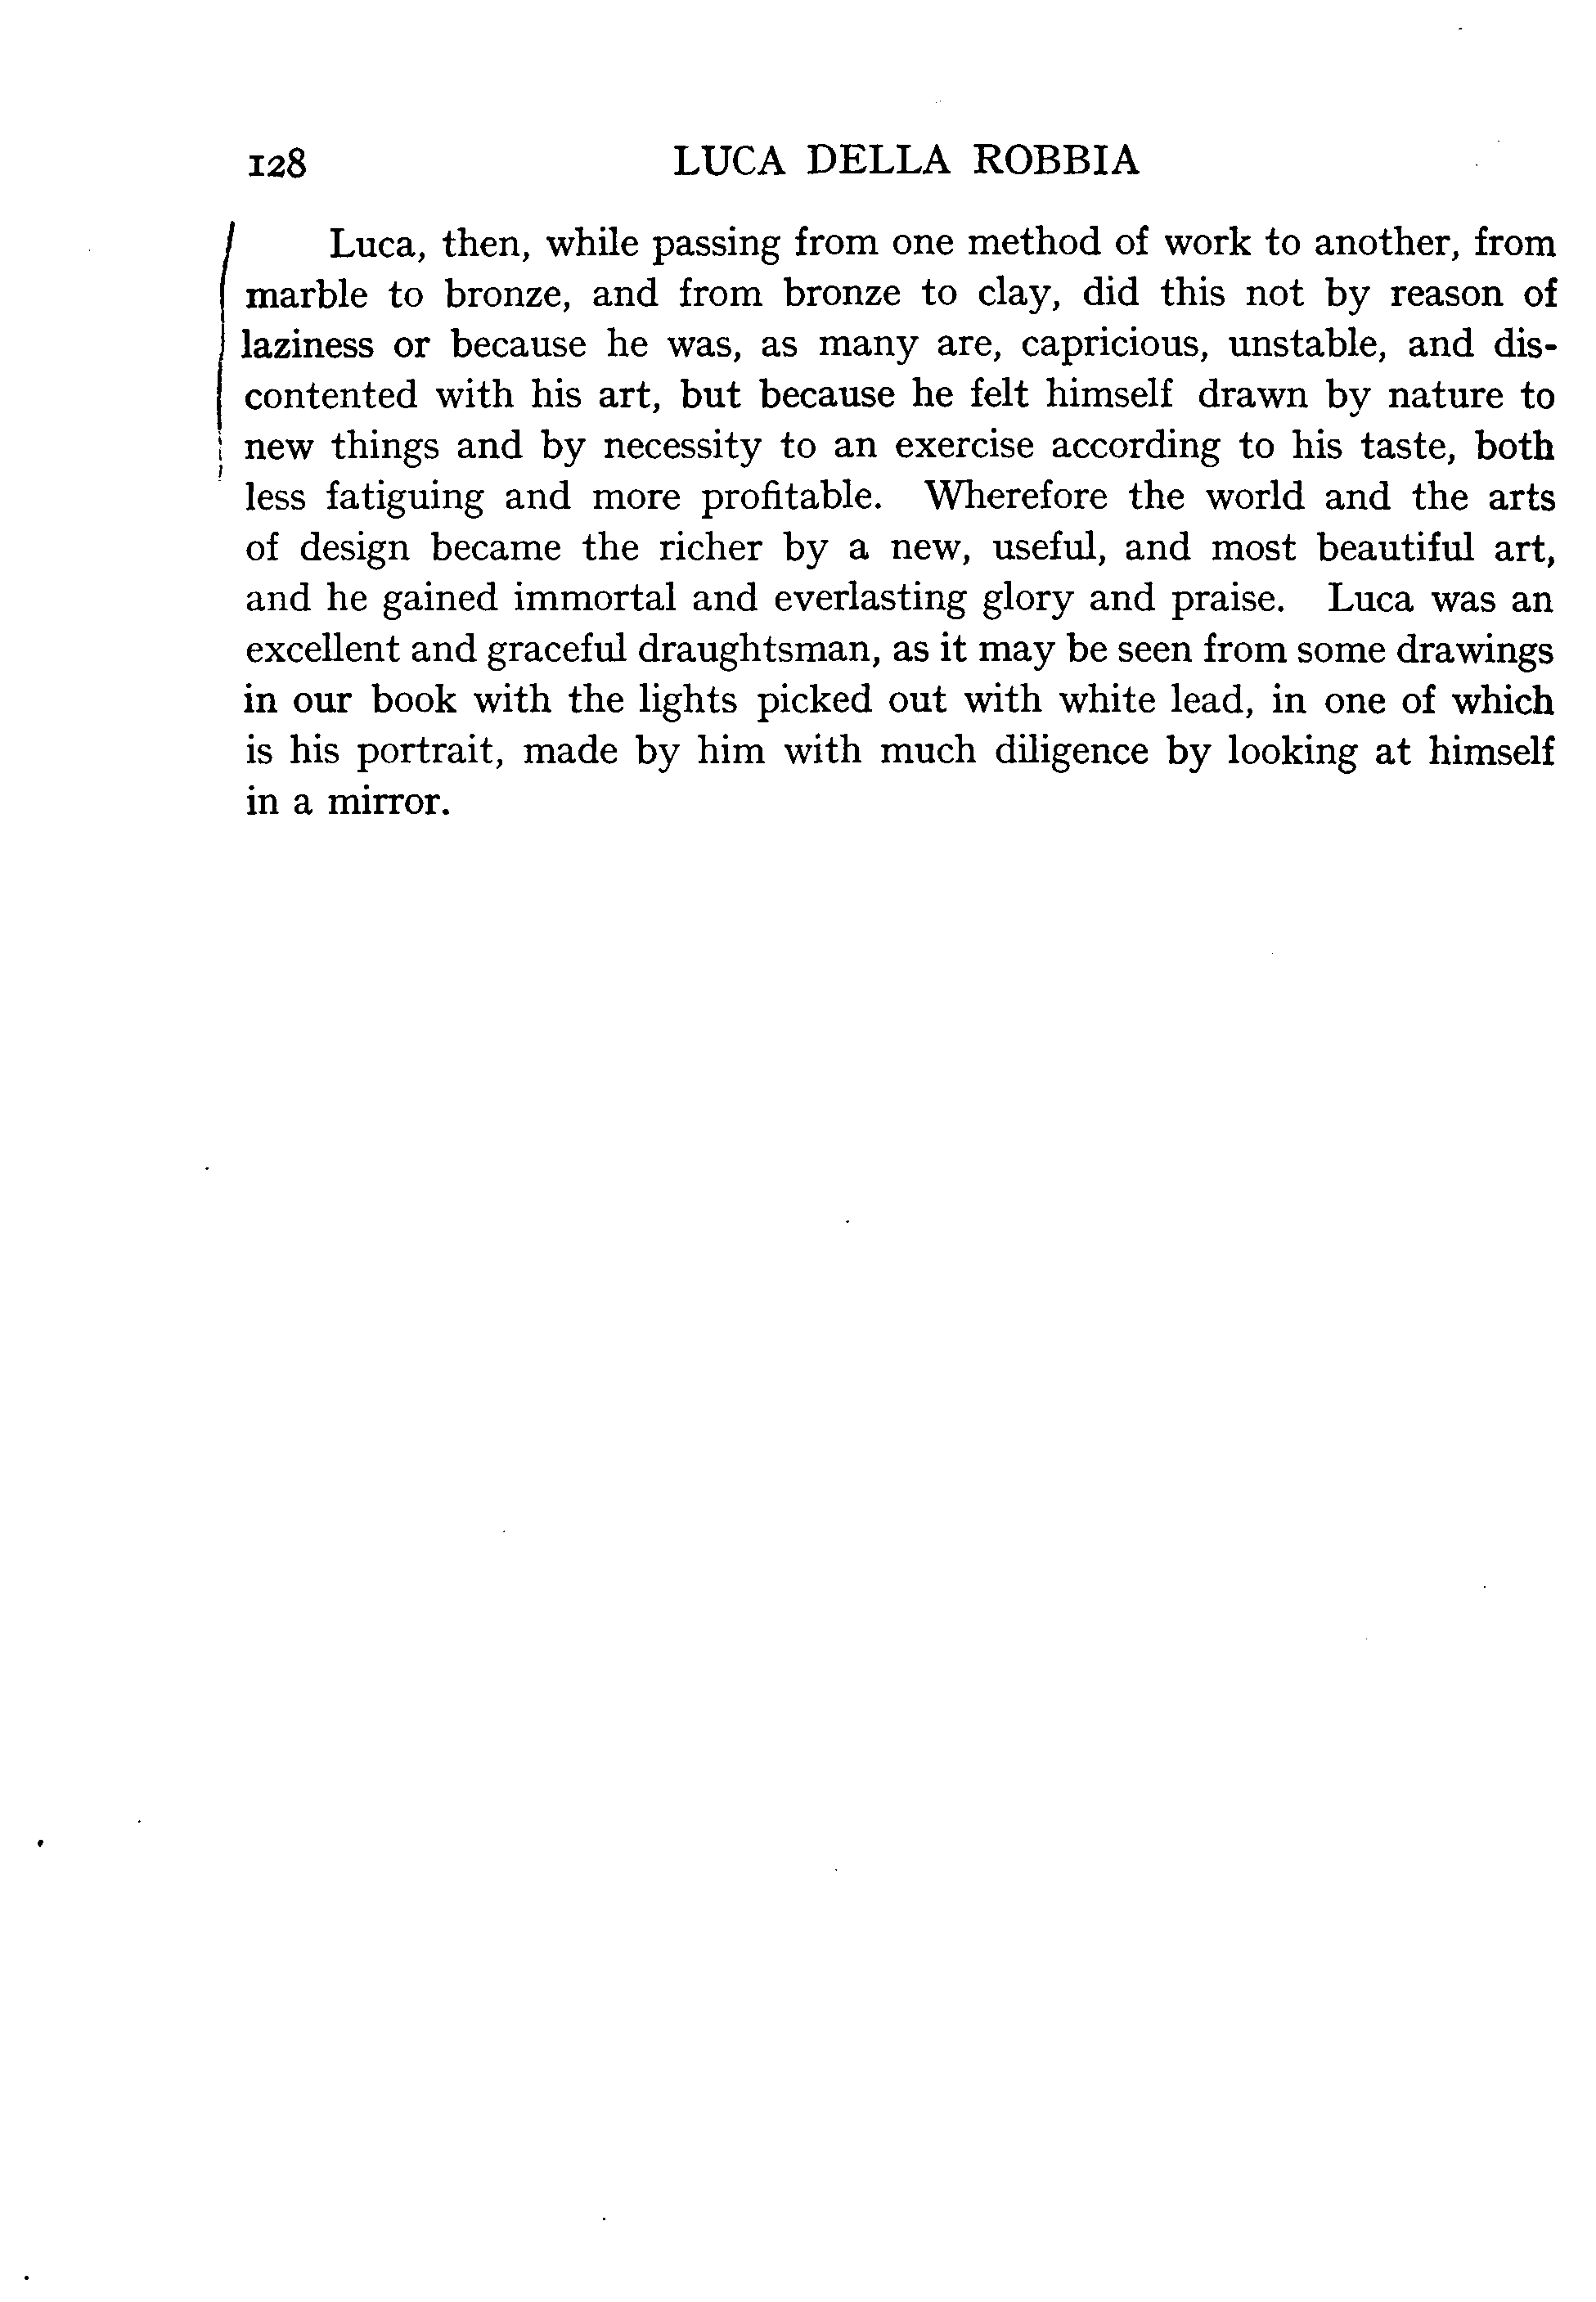 128 LUCA DELLA ROBBIA
Luca, then, while passing from one method of work to another, from
marble to bronze, and from bronze to clay, did this not by reason of
laziness or because he was, as many are, capricious, unstable, and dis-
contented with his art, but because he felt himself drawn by nature to
new things and by necessity to an exercise according to his taste, both
less fatiguing and more profitable. Wherefore the world and the arts
of design became the richer by a new, useful, and most beautiful art,
and he gained immortal and everlasting glory and praise. Luca was an
excellent and graceful draughtsman, as it may be seen from some drawings
in our book with the lights picked out with white lead, in one of which
is his portrait, made by him with much diligence by looking at himself
in a mirror.